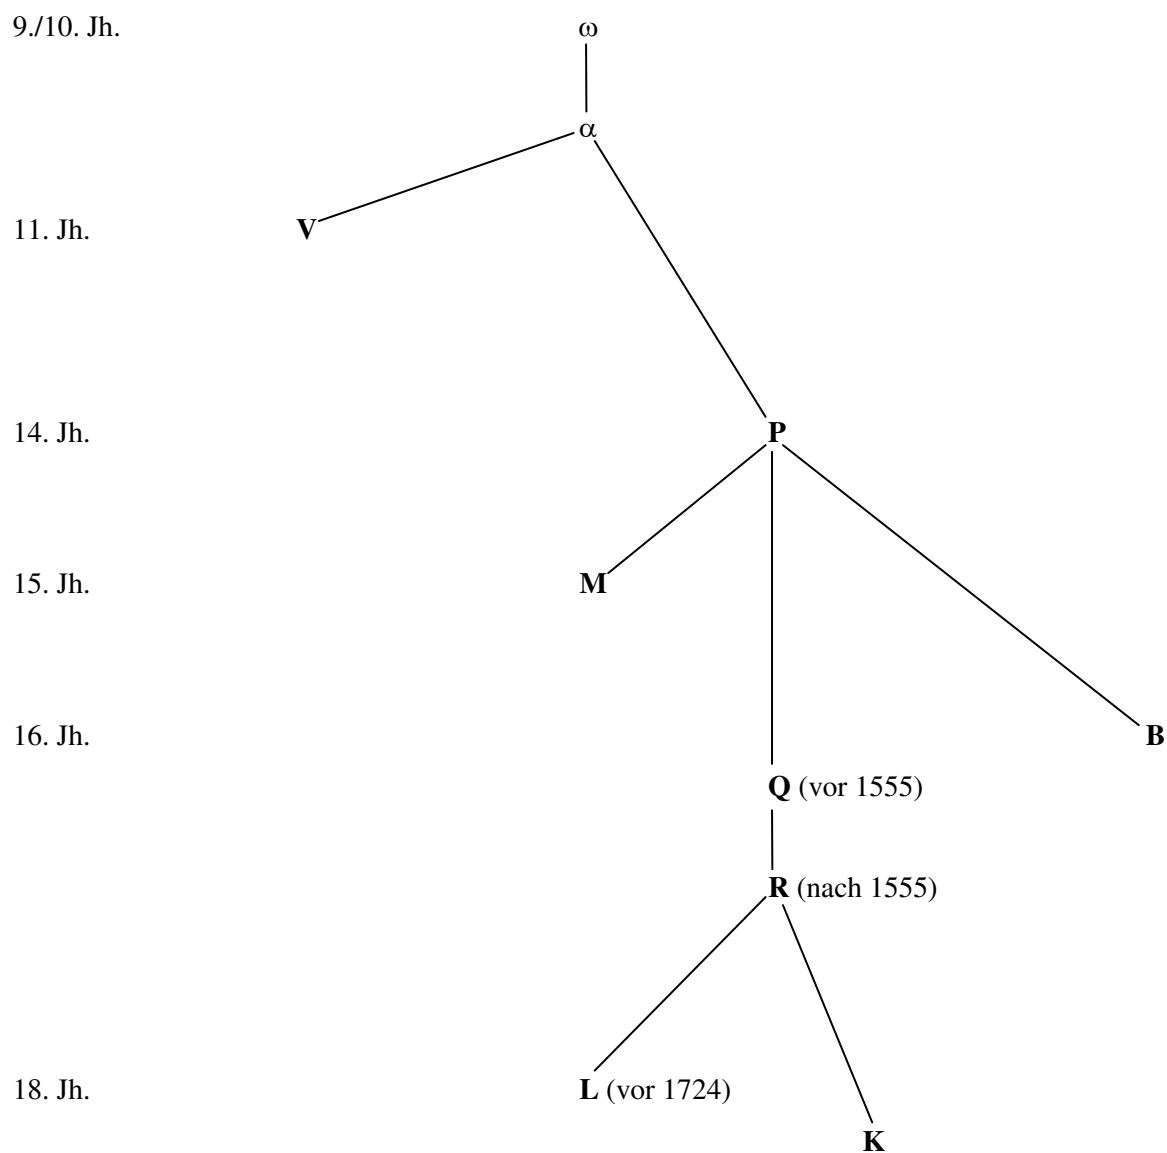 9./10. Jh. ω
α
11. Jh. V
14. Jh. P
15. Jh. M
16. Jh. B
Q (vor 1555)
R (nach 1555)
18. Jh. L (vor 1724)
K